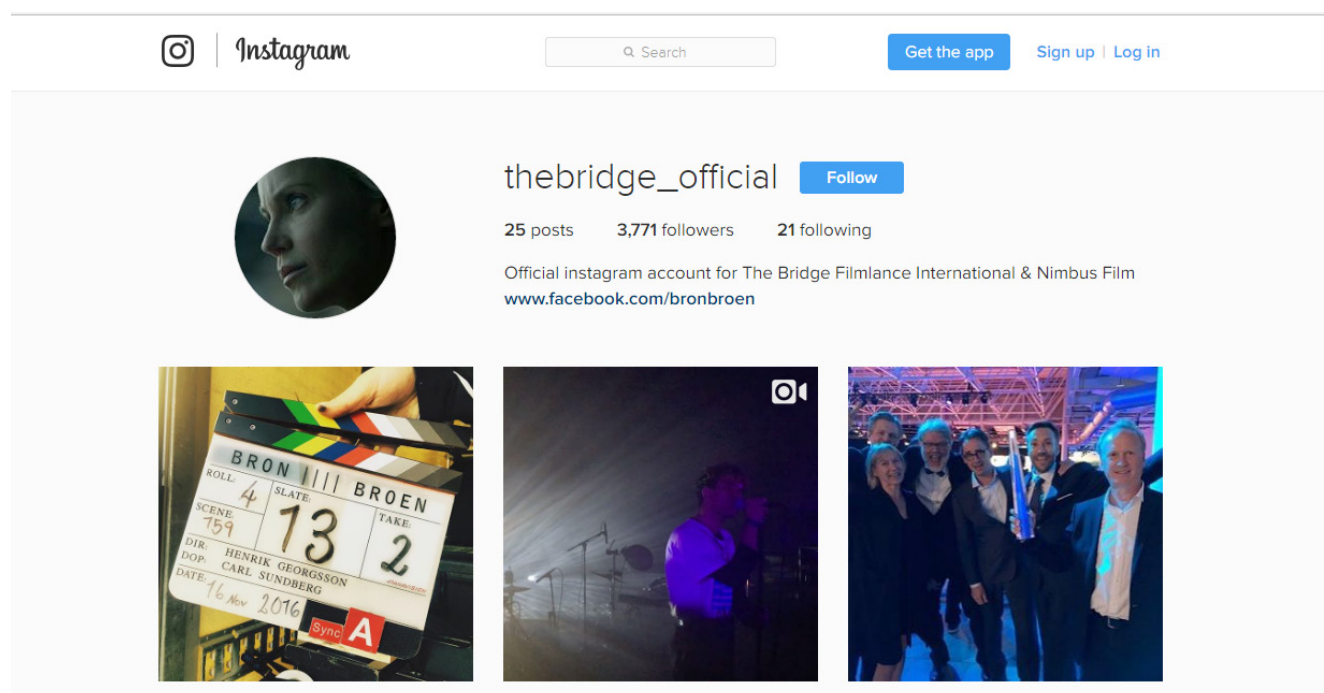 Instagram
Search
Get the app
Sign up | Log in
thebridge_official
Follow
25 posts 3,771 followers 21 following
Official instagram account for The Bridge Filmlance International & Nimbus Film
www.facebook.com/bronbroen
BRON |||| BROEN
ROLL: 4
SLATE: 13
TAKE: 2
SCENE: 759
DIR: HENRIK GEORGSSON
DOP: CARL SUNDBERG
DATE: 16 Nov 2016
Sync
A